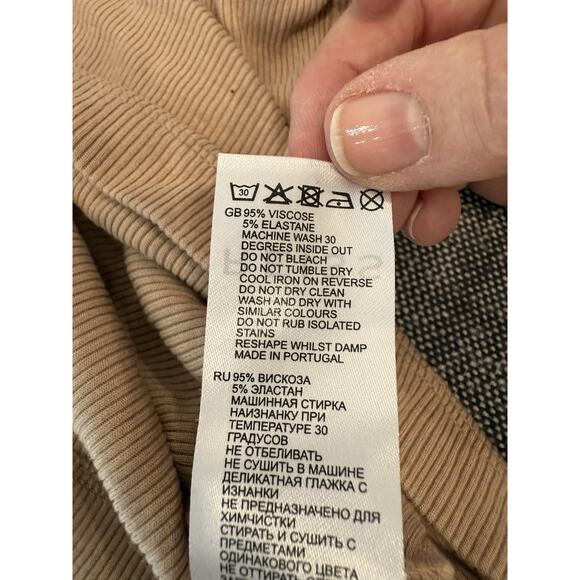 30
GB 95% VISCOSE
5% ELASTANE
MACHINE WASH 30
DEGREES INSIDE OUT
DO NOT BLEACH
DO NOT TUMBLE DRY
COOL IRON ON REVERSE
DO NOT DRY CLEAN
WASH AND DRY WITH
SIMILAR COLOURS
DO NOT RUB ISOLATED
STAINS
RESHAPE WHILST DAMP
MADE IN PORTUGAL
RU 95% ВИСКОЗА
5% ЭЛАСТАН
МАШИННАЯ СТИРКА
НАИЗНАНКУ ПРИ
ТЕМПЕРАТУРЕ 30
ГРАДУСОВ
НЕ ОТБЕЛИВАТЬ
НЕ СУШИТЬ В МАШИНЕ
ДЕЛИКАТНАЯ ГЛАЖКА С
ИЗНАНКИ
НЕ ПРЕДНАЗНАЧЕНО ДЛЯ
ХИМЧИСТКИ
СТИРАТЬ И СУШИТЬ С
ПРЕДМЕТАМИ
ОДИНАКОВОГО ЦВЕТА
НЕ ОТТИРАТЬ